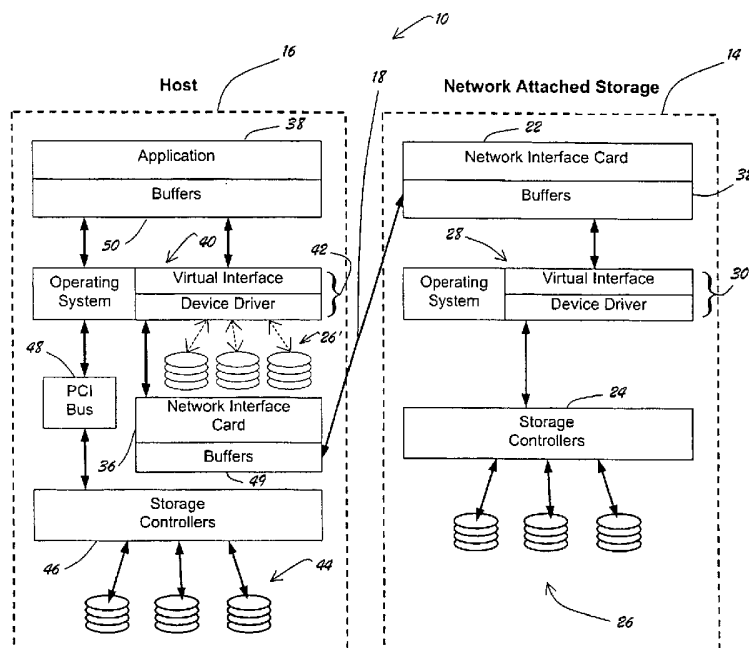 10
16
18
14
Host
Network Attached Storage
38
22
Application
Network Interface Card
Buffers
Buffers
32
50
40
42
28
Operating
System
Virtual Interface
Device Driver
Operating
System
Virtual Interface
Device Driver
30
48
26'
PCI
Bus
Network Interface
Card
24
36
Buffers
49
Storage
Controllers
Storage
Controllers
46
44
26